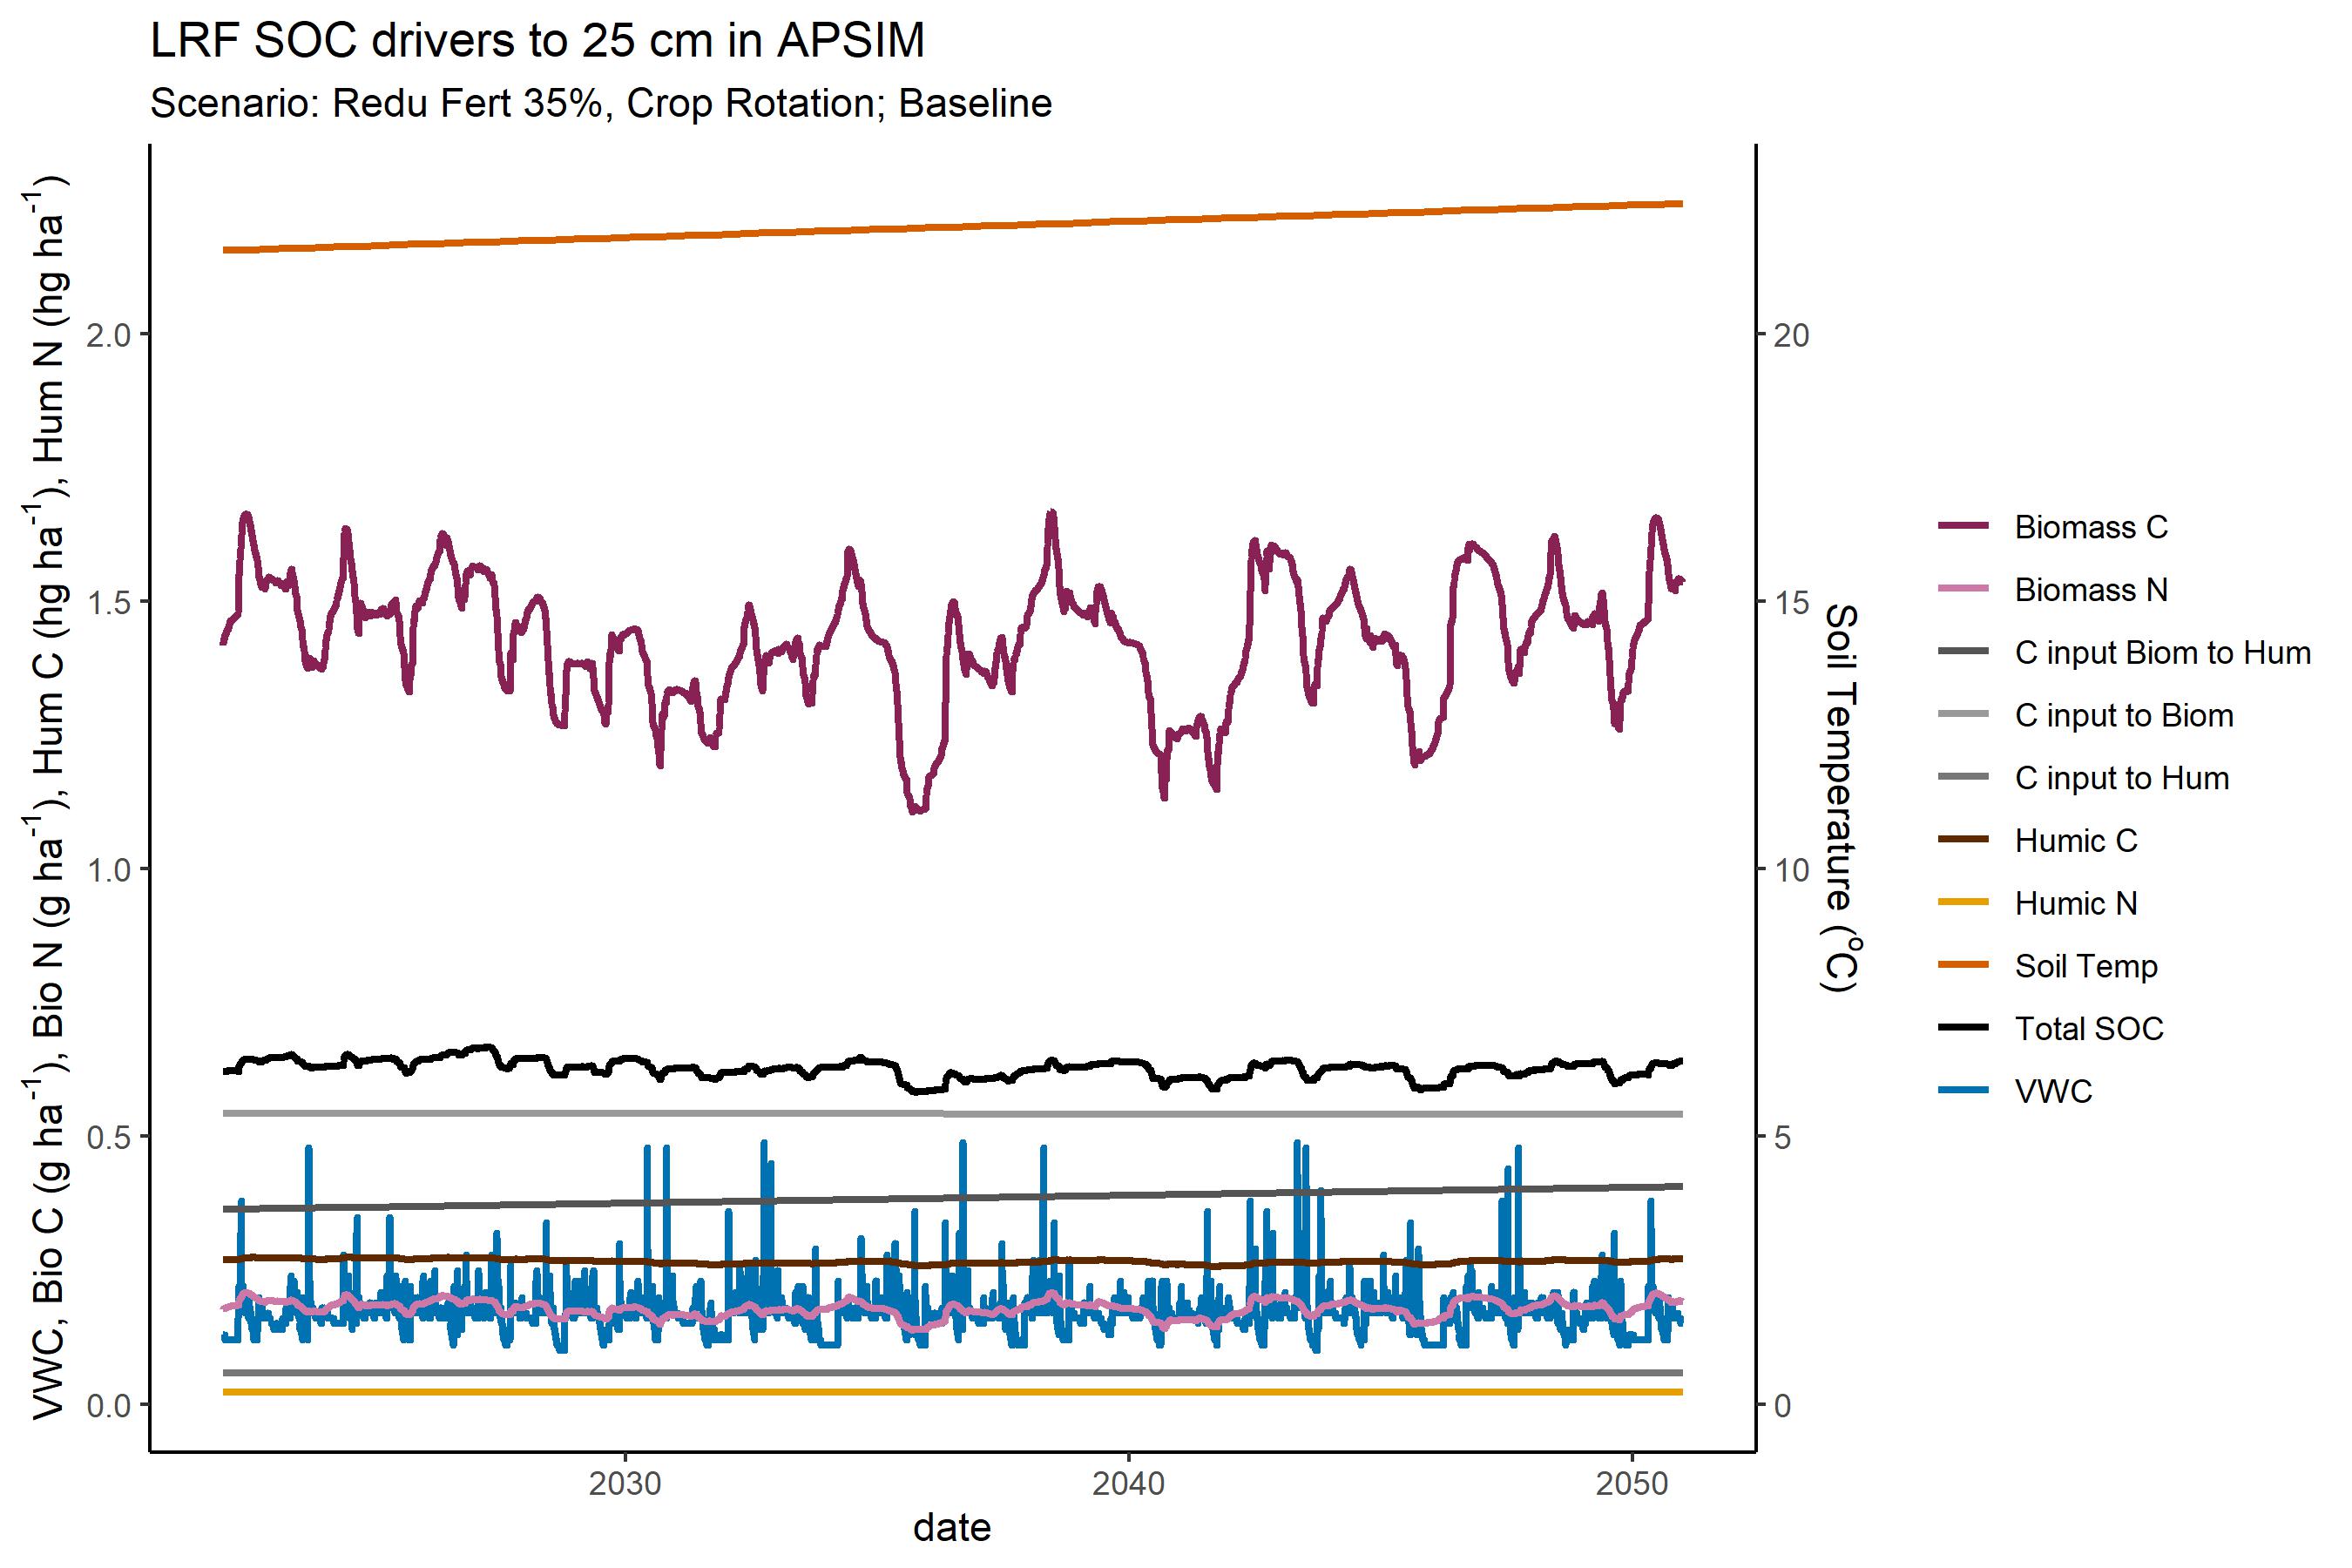 LRF SOC drivers to 25 cm in APSIM
Scenario: Redu Fert 35%, Crop Rotation; Baseline
VWC, Bio C (g ha⁻¹), Bio N (g ha⁻¹), Hum C (hg ha⁻¹), Hum N (hg ha⁻¹)
2.0
1.5
1.0
0.5
0.0
20
15
10
5
0
Soil Temperature (ºC)
2030
2040
2050
date
Biomass C
Biomass N
C input Biom to Hum
C input to Biom
C input to Hum
Humic C
Humic N
Soil Temp
Total SOC
VWC